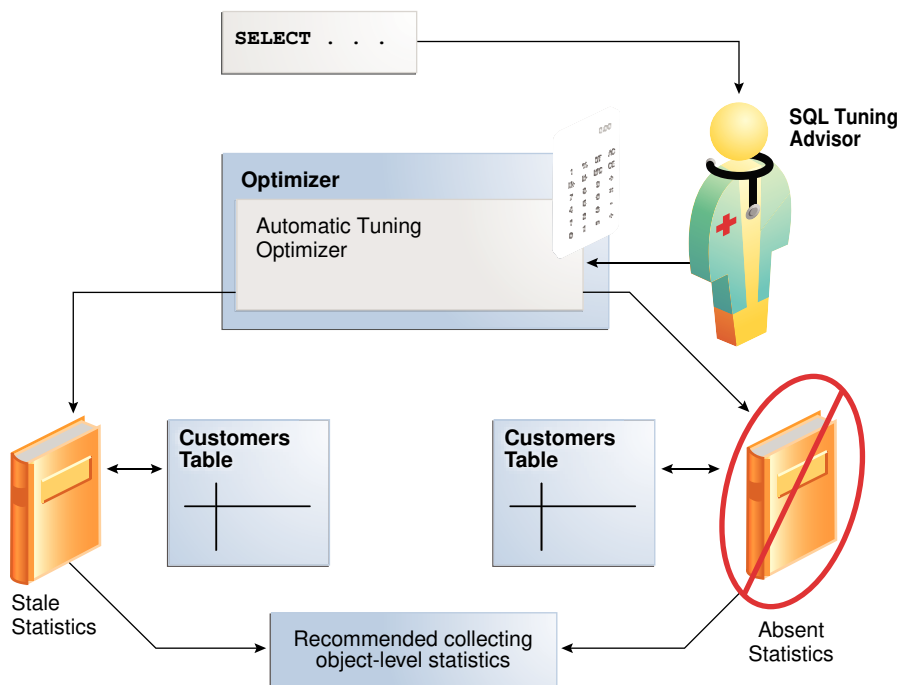 SELECT . . .
SQL Tuning
Advisor
Optimizer
Automatic Tuning
Optimizer
Customers
Table
Customers
Table
Stale
Statistics
Recommended collecting
object-level statistics
Absent
Statistics